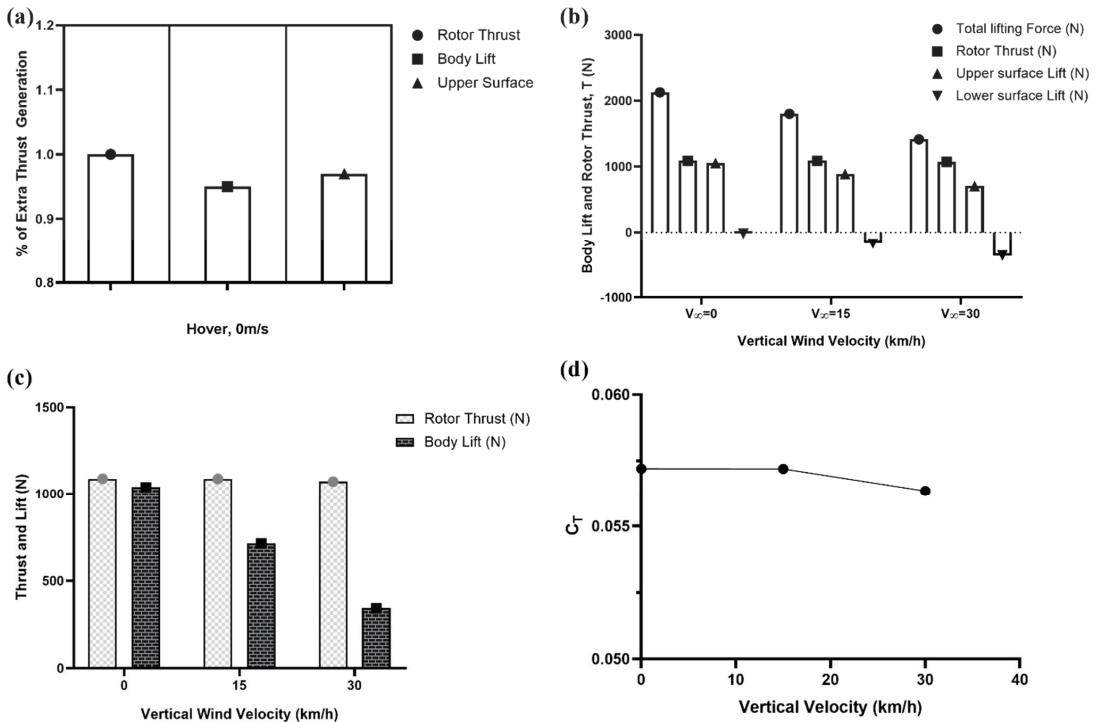 (a)
% of Extra Thrust Generation
1.2
1.1
1.0
0.9
0.8
Hover, 0m/s
Rotor Thrust
Body Lift
Upper Surface
(b)
Body Lift and Rotor Thrust, T (N)
3000
2000
1000
0
-1000
V∞=0
V∞=15
V∞=30
Vertical Wind Velocity (km/h)
Total lifting Force (N)
Rotor Thrust (N)
Upper surface Lift (N)
Lower surface Lift (N)
(c)
Thrust and Lift (N)
1500
1000
500
0
0
15
30
Vertical Wind Velocity (km/h)
Rotor Thrust (N)
Body Lift (N)
(d)
C_T
0.060
0.055
0.050
0
10
20
30
40
Vertical Velocity (km/h)